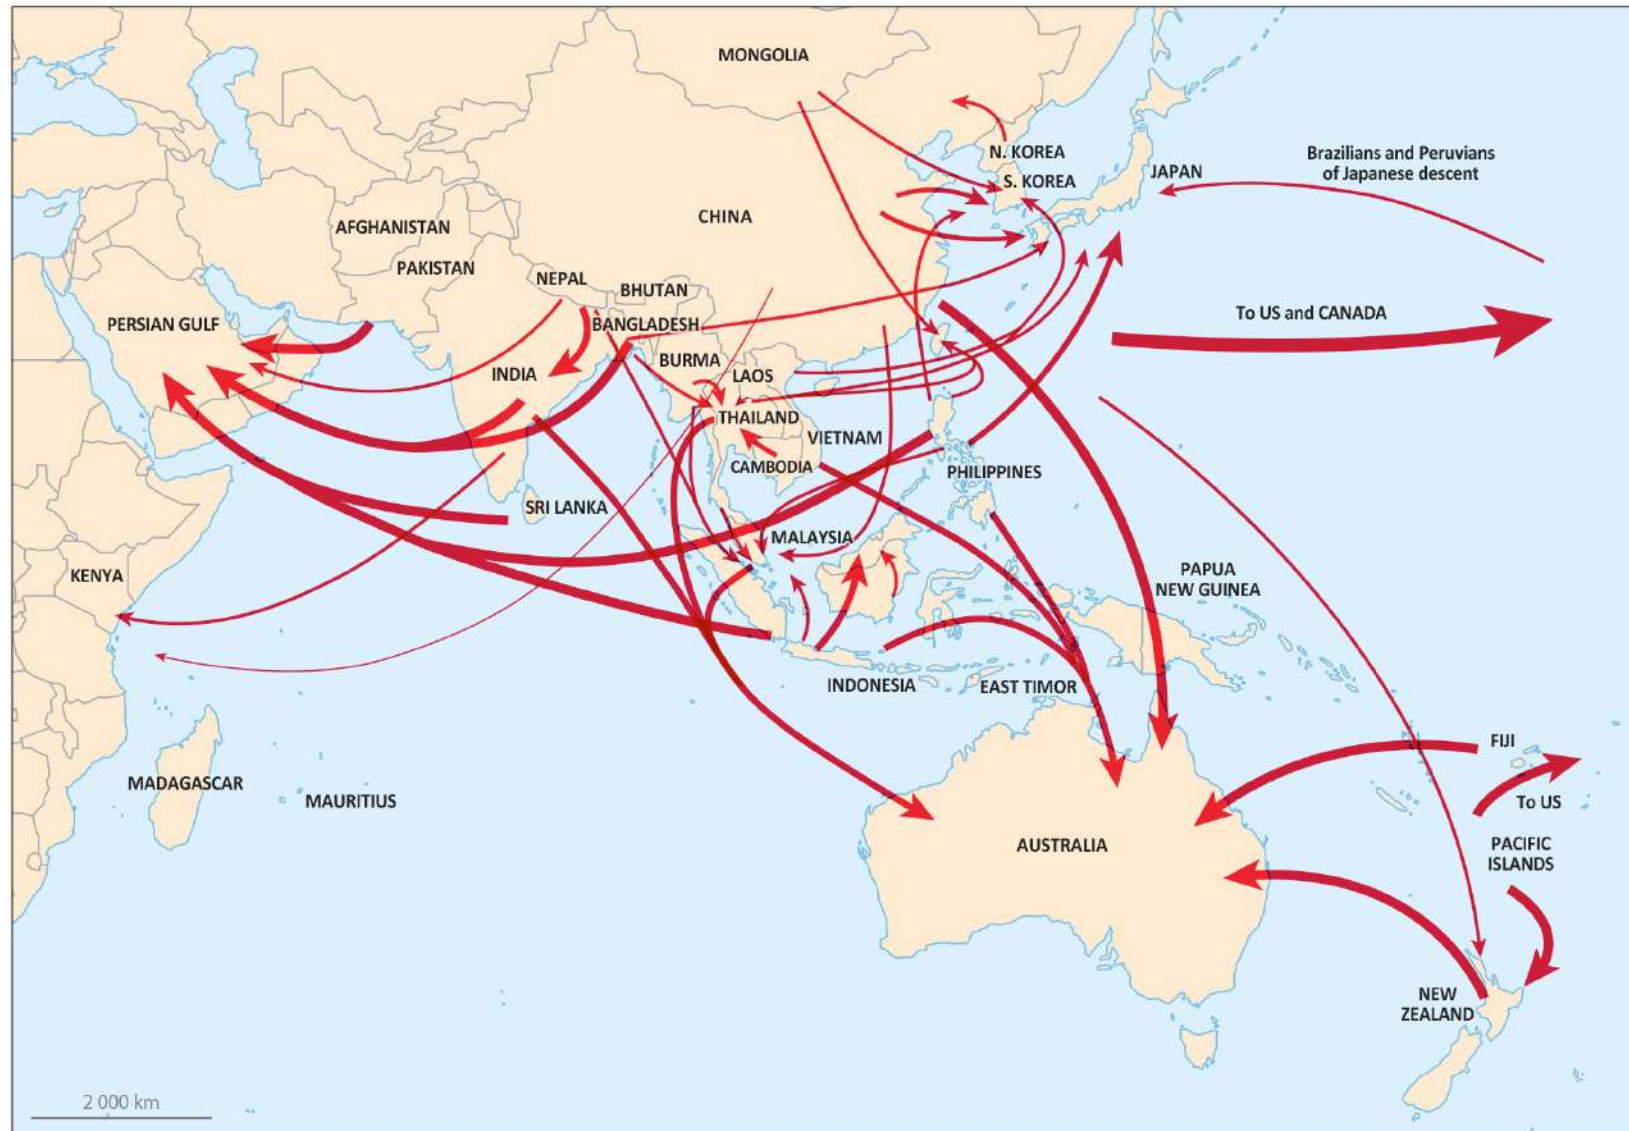 MONGOLIA
N. KOREA
S. KOREA
JAPAN
Brazilians and Peruvians
of Japanese descent
CHINA
AFGHANISTAN
PAKISTAN
NEPAL
BHUTAN
BANGLADESH
PERSIAN GULF
To US and CANADA
BURMA
LAOS
INDIA
THAILAND
VIETNAM
CAMBODIA
PHILIPPINES
SRI LANKA
MALAYSIA
KENYA
PAPUA
NEW GUINEA
INDONESIA
EAST TIMOR
FIJI
MADAGASCAR
MAURITIUS
To US
AUSTRALIA
PACIFIC
ISLANDS
NEW
ZEALAND
2 000 km